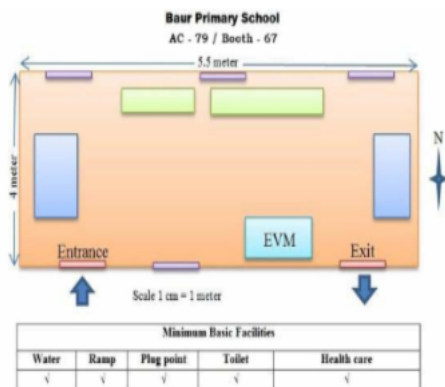 Baur Primary School
AC - 79 / Booth - 67
5.5 meter
4 meter
N
EVM
Entrance
Exit
Scale 1 cm = 1 meter
Minimum Basic Facilities
Water Ramp Plug point Toilet Health care
√ √ √ √ √